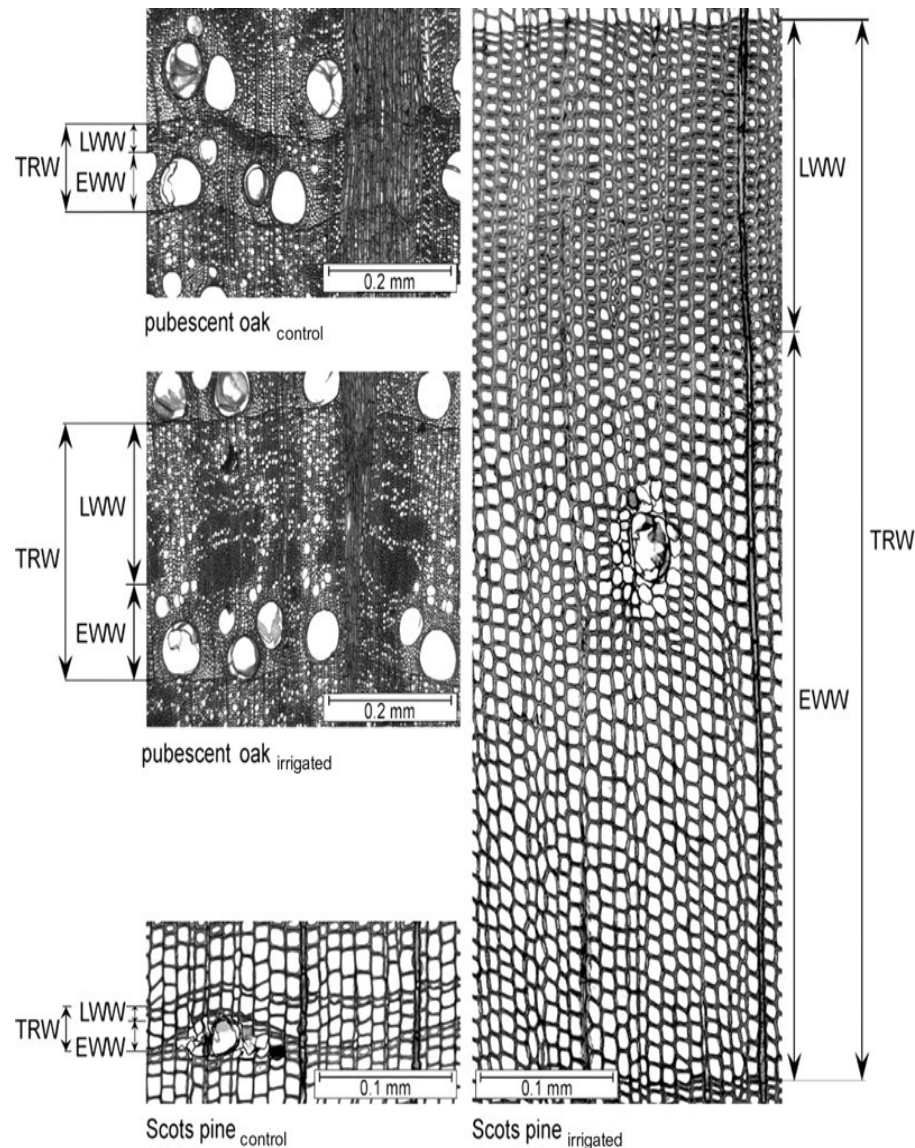 LWW
TRW
EWW
0.2 mm
pubescent oak control
LWW
TRW
EWW
0.2 mm
pubescent oak irrigated
LWW
TRW
EWW
0.1 mm
Scots pine control
LWW
TRW
EWW
0.1 mm
Scots pine irrigated